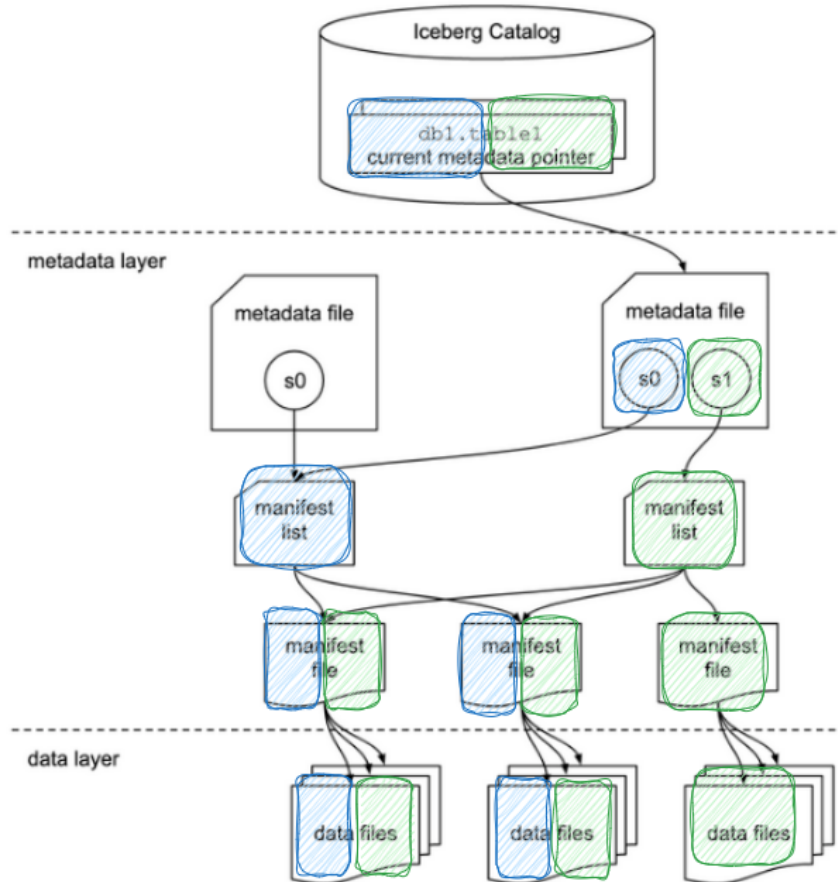 Iceberg Catalog
db1.table1
current metadata pointer
metadata layer
metadata file
s0
metadata file
s0
s1
manifest
list
manifest
list
manifest
file
manifest
file
manifest
file
data layer
data files
data files
data files